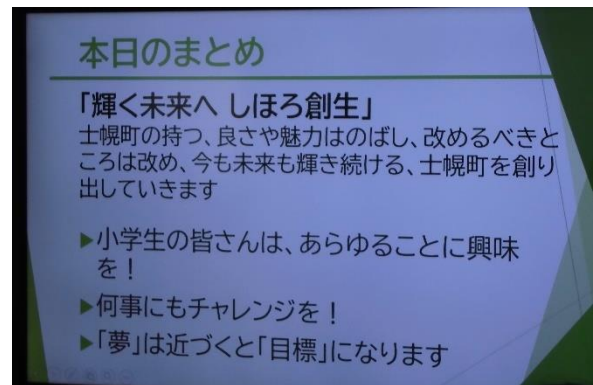 本日のまとめ
「輝く未来へ しほろ創生」
士幌町の持つ、良さや魅力はのばし、改めるべきと
ころは改め、今も未来も輝き続ける、士幌町を創り
出していきます
▶小学生の皆さんは、あらゆることに興味
を！
▶何事にもチャレンジを！
▶「夢」は近づくと「目標」になります